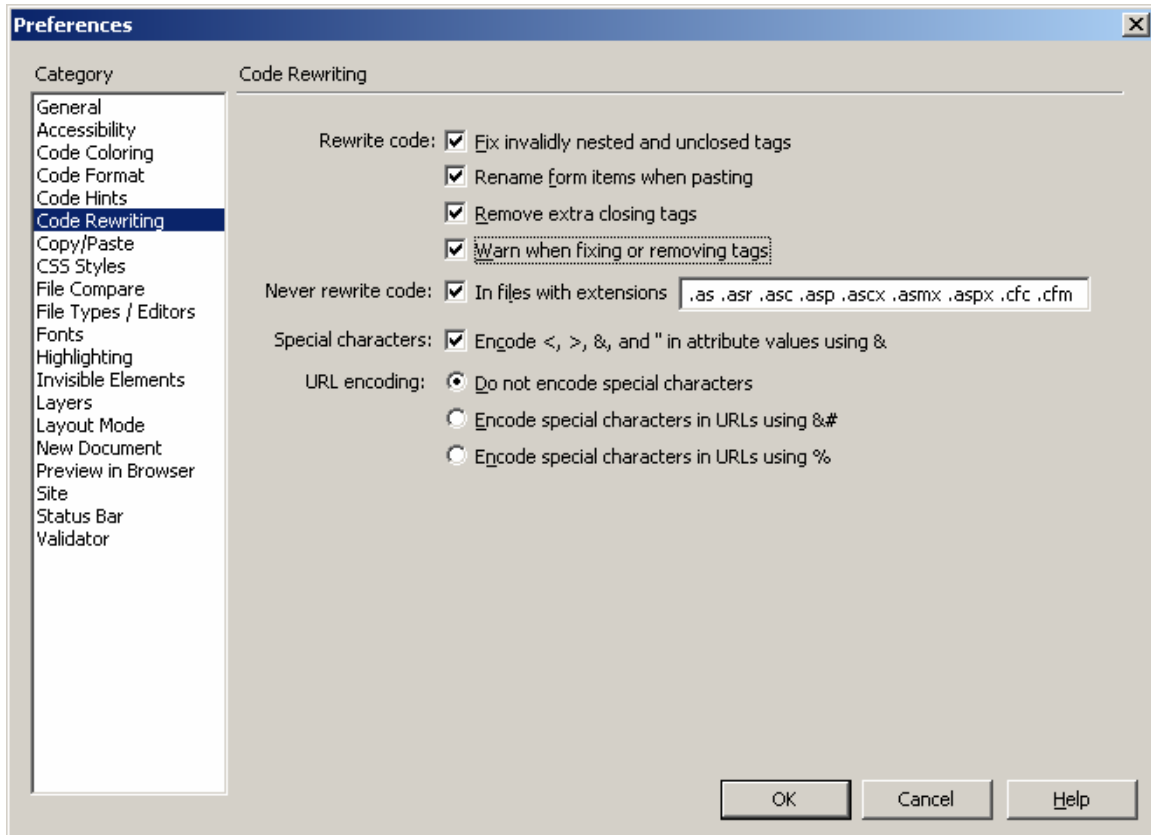 Preferences
Category
General
Accessibility
Code Coloring
Code Format
Code Hints
Code Rewriting
Copy/Paste
CSS Styles
File Compare
File Types / Editors
Fonts
Highlighting
Invisible Elements
Layers
Layout Mode
New Document
Preview in Browser
Site
Status Bar
Validator
Code Rewriting
Rewrite code: Fix invalidly nested and unclosed tags
Rename form items when pasting
Remove extra closing tags
Warn when fixing or removing tags
Never rewrite code: In files with extensions .as .asr .asc .asp .ascx .asmx .aspx .cfc .cfm
Special characters: Encode <, >, &, and " in attribute values using &
URL encoding: Do not encode special characters
Encode special characters in URLs using &#
Encode special characters in URLs using %
OK Cancel Help